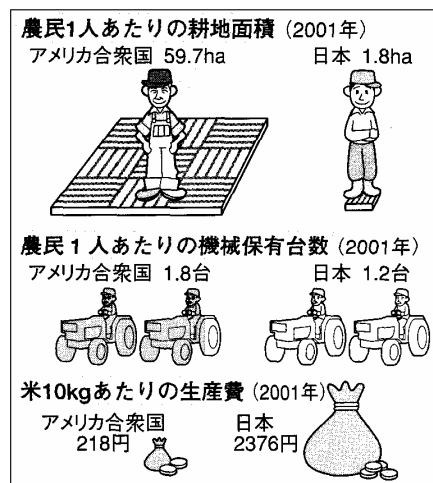 農民1人あたりの耕地面積（2001年）
アメリカ合衆国 59.7ha 日本 1.8ha
農民1人あたりの機械保有台数（2001年）
アメリカ合衆国 1.8台 日本 1.2台
米10kgあたりの生産費（2001年）
アメリカ合衆国 日本
218円 2376円